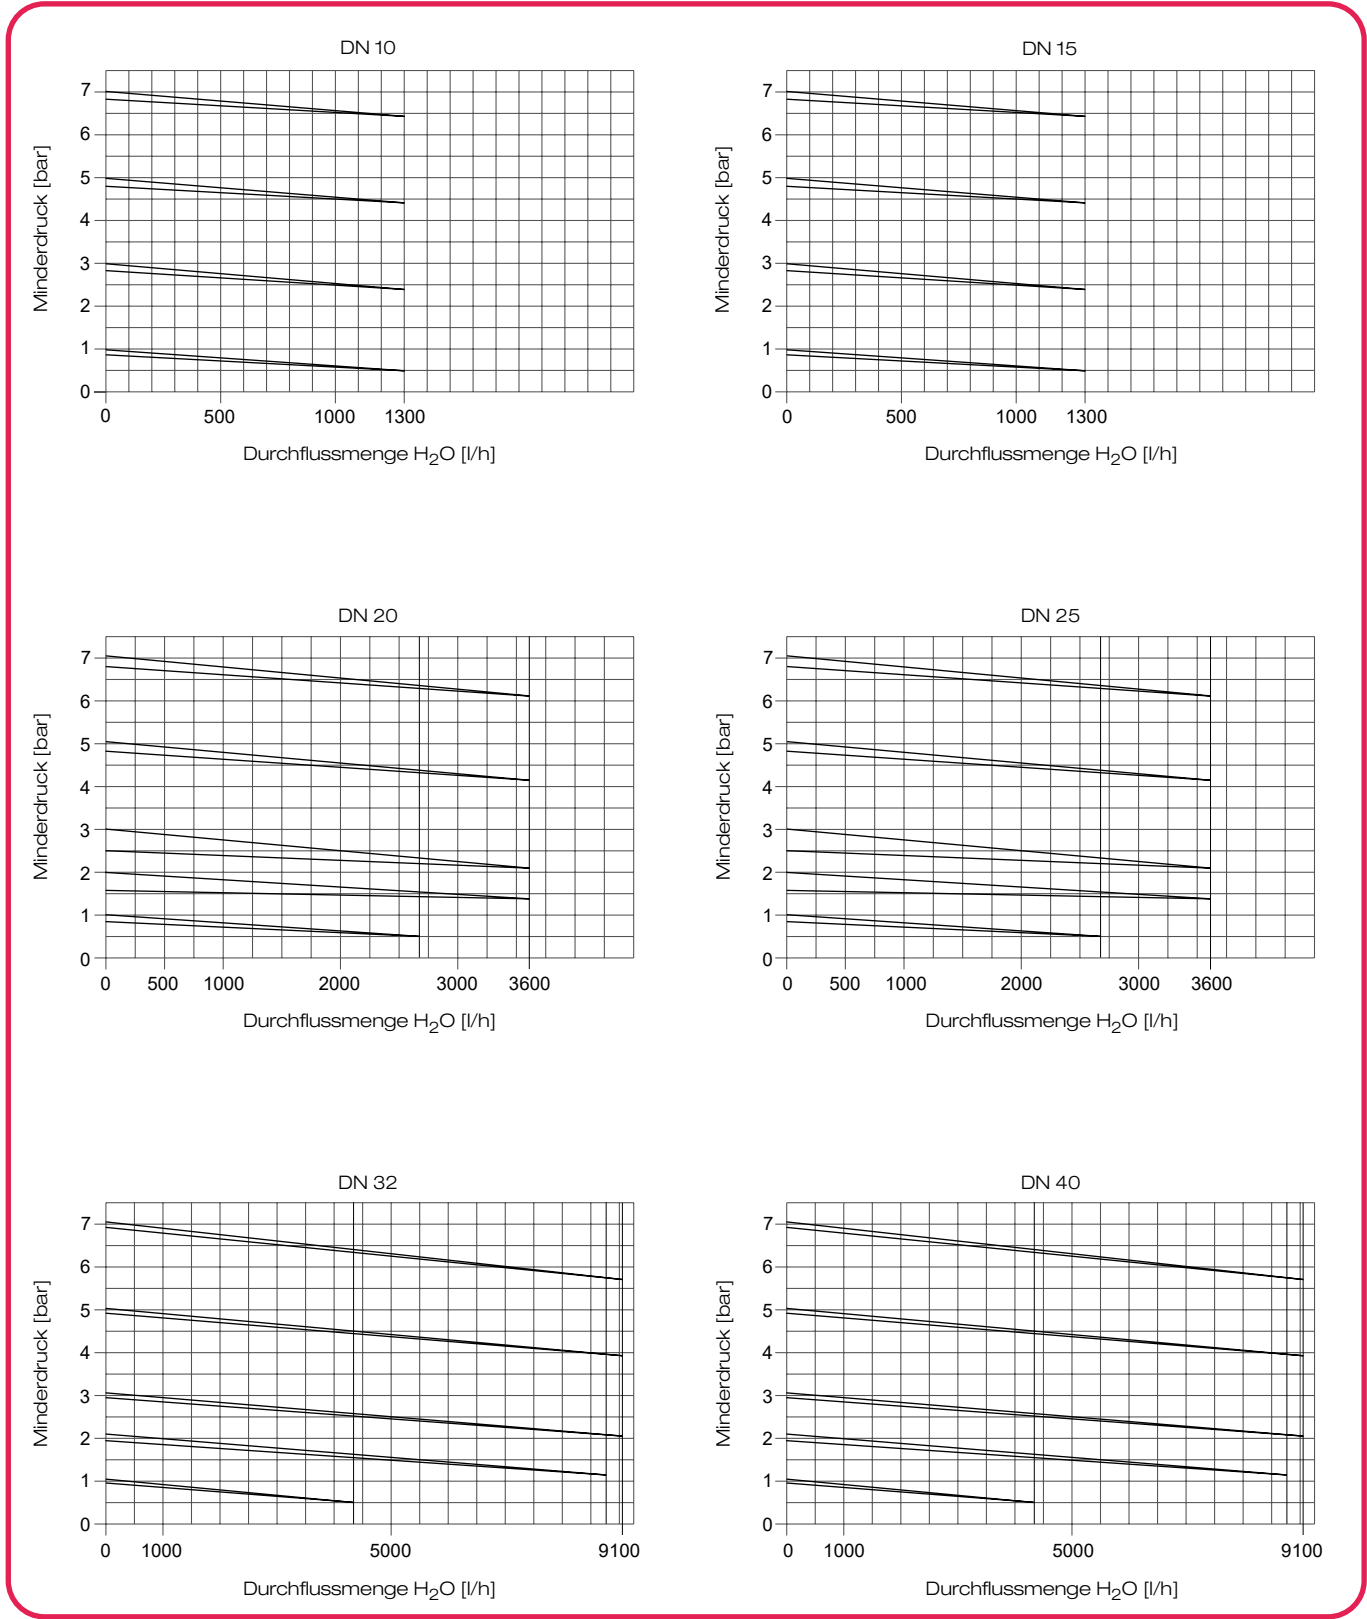 DN 10
Minderdruck [bar]
7
6
5
4
3
2
1
0
0 500 1000 1300
Durchflussmenge H₂O [l/h]
DN 15
Minderdruck [bar]
7
6
5
4
3
2
1
0
0 500 1000 1300
Durchflussmenge H₂O [l/h]
DN 20
Minderdruck [bar]
7
6
5
4
3
2
1
0
0 500 1000 2000 3000 3600
Durchflussmenge H₂O [l/h]
DN 25
Minderdruck [bar]
7
6
5
4
3
2
1
0
0 500 1000 2000 3000 3600
Durchflussmenge H₂O [l/h]
DN 32
Minderdruck [bar]
7
6
5
4
3
2
1
0
0 1000 5000 9100
Durchflussmenge H₂O [l/h]
DN 40
Minderdruck [bar]
7
6
5
4
3
2
1
0
0 1000 5000 9100
Durchflussmenge H₂O [l/h]